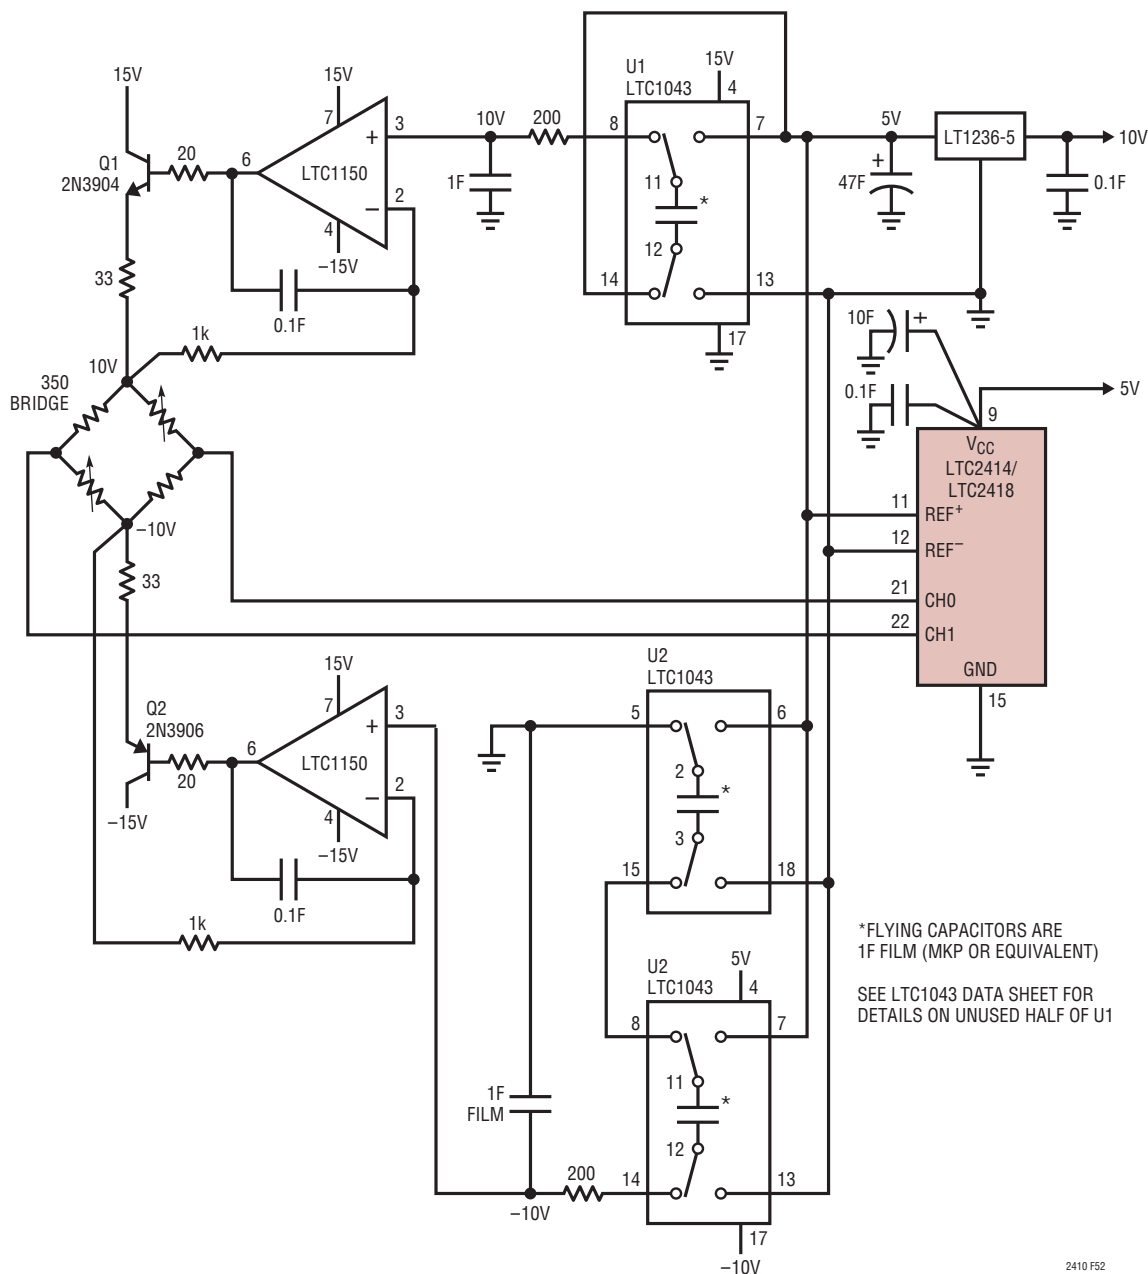 15V
Q1
2N3904
20
6
15V
7
LTC1150
+
3
–
2
4
–15V
0.1F
33
1k
10V
350
BRIDGE
–10V
33
10V
1F
200
U1
LTC1043
15V
4
8
7
11
*
12
14
13
17
5V
+
47F
LT1236-5
10V
0.1F
10F
+
0.1F
5V
9
VCC
LTC2414/
LTC2418
11
REF+
12
REF–
21
CH0
22
CH1
GND
15
Q2
2N3906
20
–15V
6
15V
7
LTC1150
+
3
–
2
4
–15V
0.1F
1k
U2
LTC1043
5
6
2
*
3
15
18
U2
LTC1043
5V
4
8
7
11
*
12
14
13
17
–10V
1F
FILM
200
–10V
*FLYING CAPACITORS ARE
1F FILM (MKP OR EQUIVALENT)
SEE LTC1043 DATA SHEET FOR
DETAILS ON UNUSED HALF OF U1
2410 F52